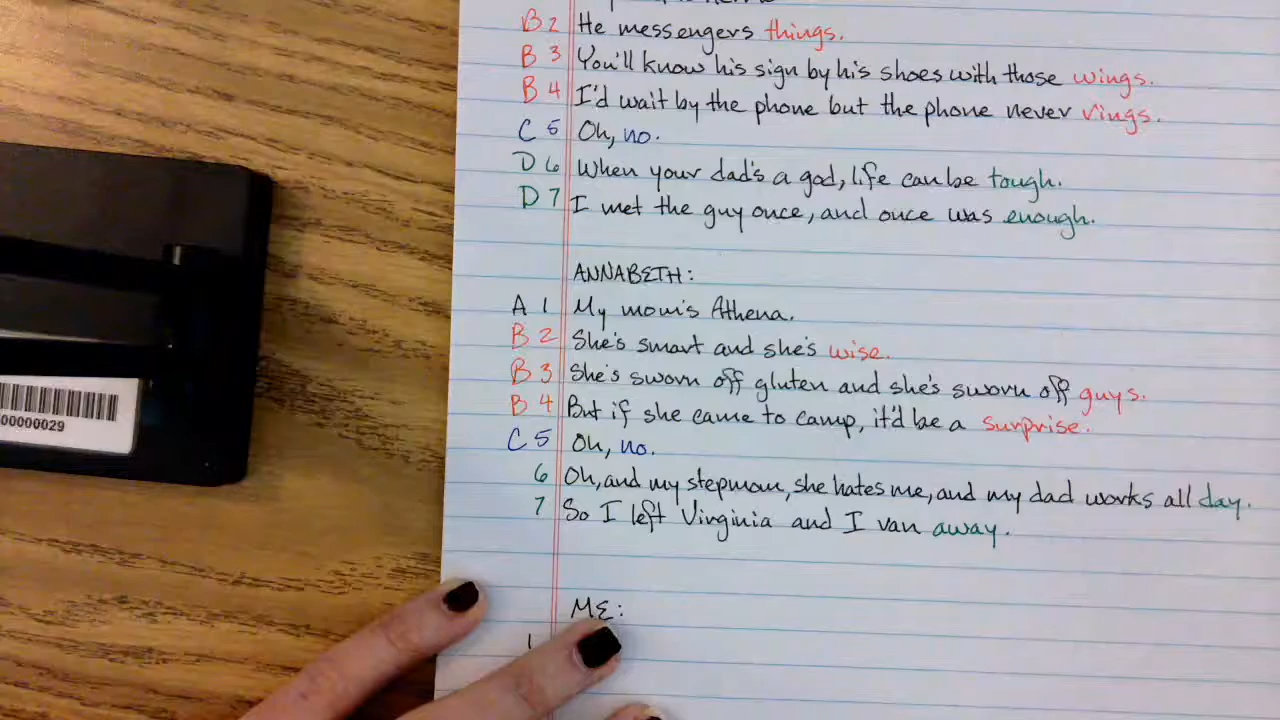 B 2 He messengers things.
B 3 You'll know his sign by his shoes with those wings.
B 4 I'd wait by the phone but the phone never rings.
C 5 Oh, no.
D 6 When your dad's a god, life can be tough.
D 7 I met the guy once, and once was enough.
ANNABETH:
A 1 My mom's Athena.
B 2 She's smart and she's wise.
B 3 She's sworn off gluten and she's sworn off guys.
B 4 But if she came to camp, it'd be a surprise.
C 5 Oh, no.
6 Oh, and my stepmom, she hates me, and my dad works all day.
7 So I left Virginia and I ran away.
ME:
1
00000029